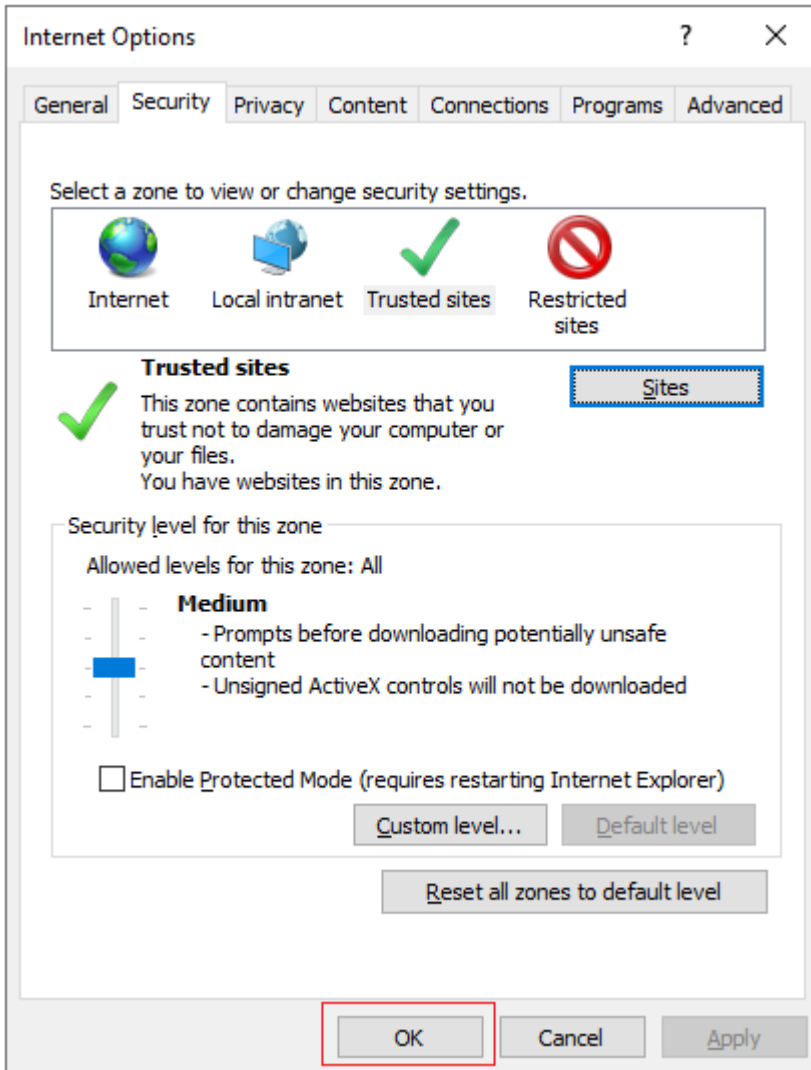 Internet Options
?
General Security Privacy Content Connections Programs Advanced
Select a zone to view or change security settings.
Internet Local intranet Trusted sites Restricted
sites
Trusted sites
Sites
This zone contains websites that you
trust not to damage your computer or
your files.
You have websites in this zone.
Security level for this zone
Allowed levels for this zone: All
Medium
- Prompts before downloading potentially unsafe
content
- Unsigned ActiveX controls will not be downloaded
Enable Protected Mode (requires restarting Internet Explorer)
Custom level... Default level
Reset all zones to default level
OK Cancel Apply